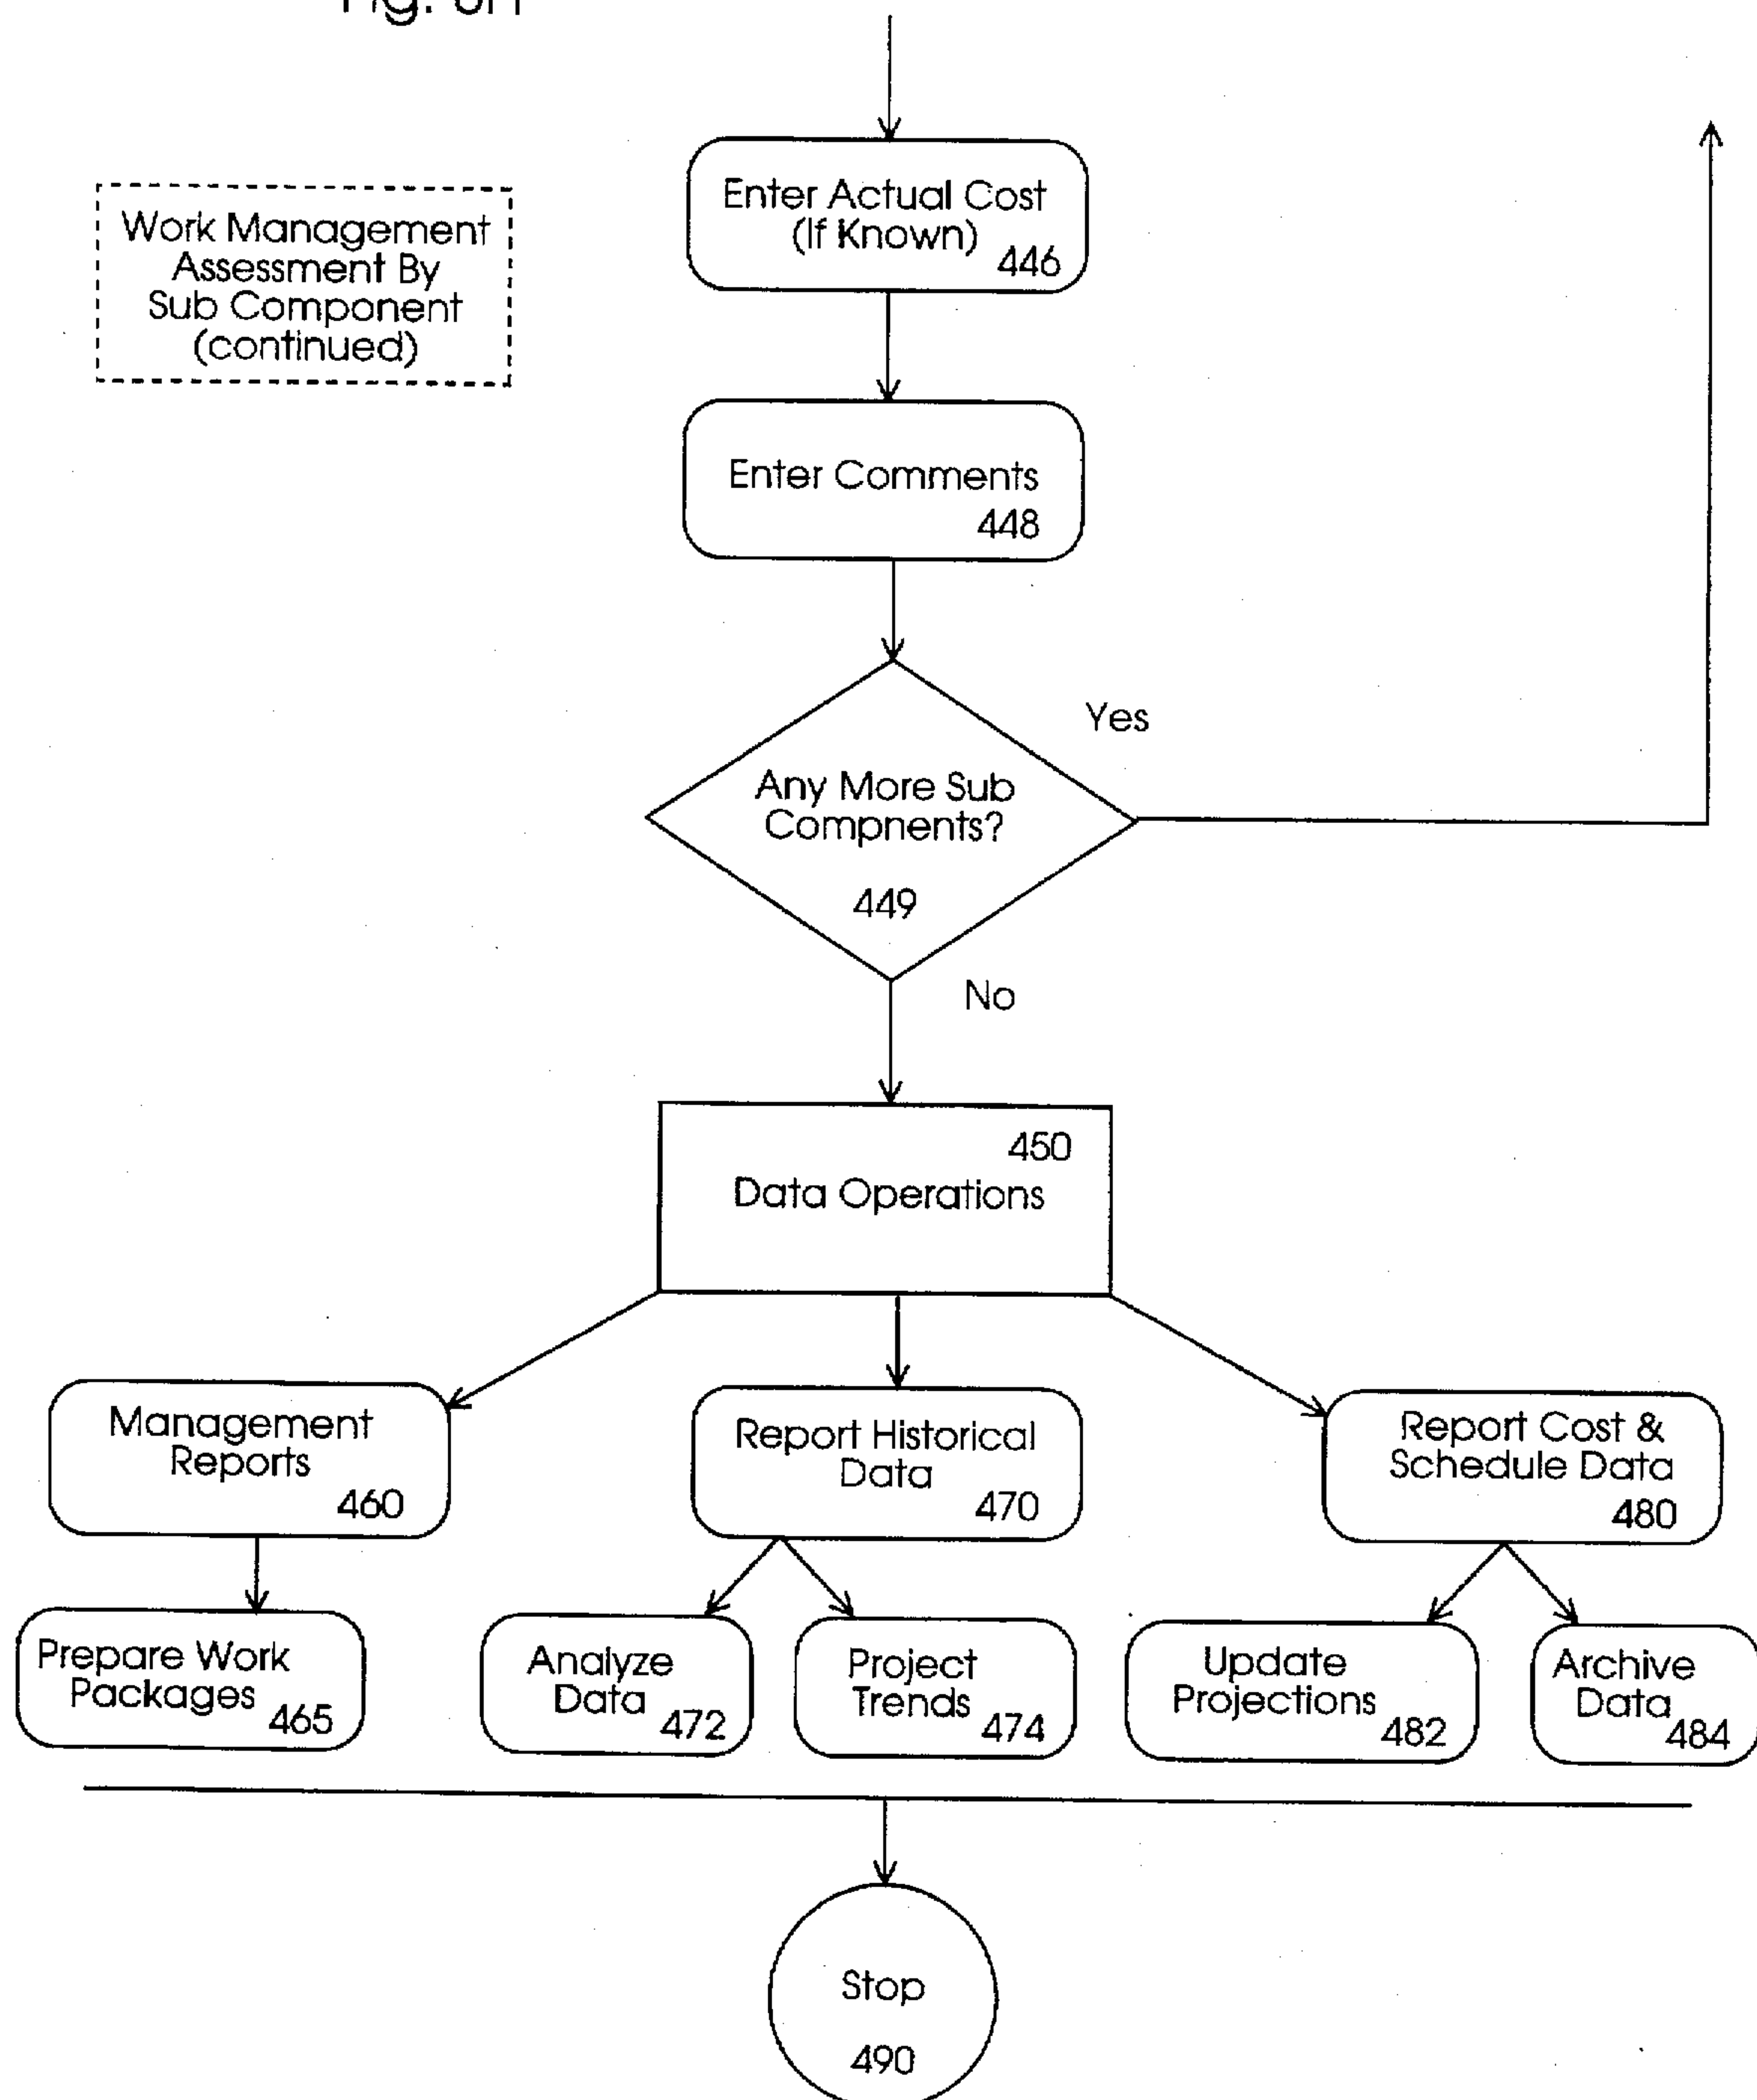 Work Management
Assessment By
Sub Component
(continued)
Enter Actual Cost
(If Known)
446
Enter Comments
448
Yes
Any More Sub
Compnents?
449
No
450
Data Operations
Management
Reports
460
Report Historical
Data
470
Report Cost &
Schedule Data
480
Prepare Work
Packages
465
Analyze
Data
472
Project
Trends
474
Update
Projections
482
Archive
Data
484
Stop
490